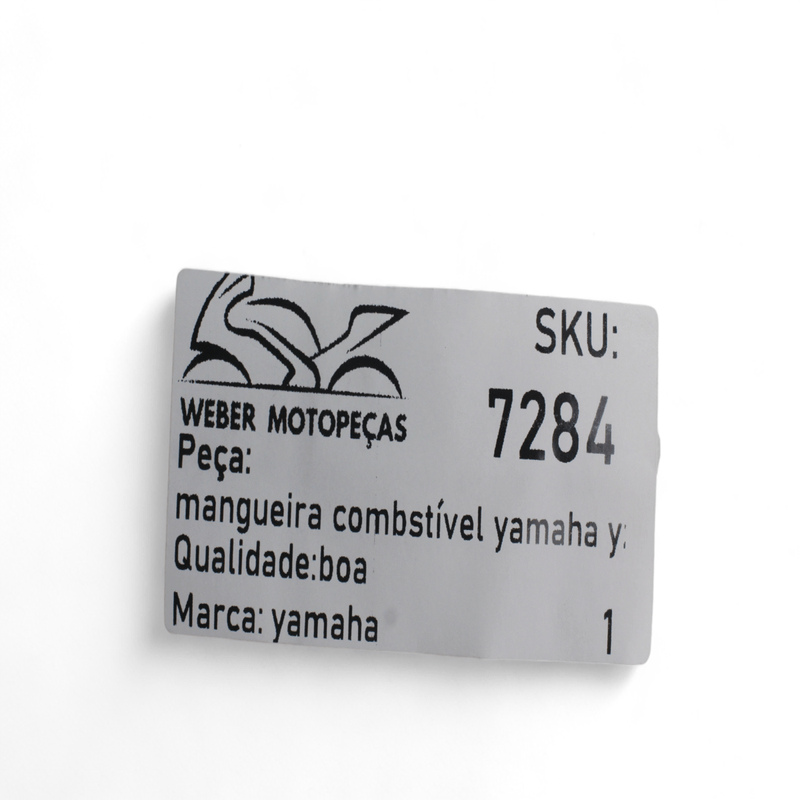 SKU:
7284
WEBER MOTOPEÇAS
Peça:
mangueira combstível yamaha y
Qualidade:boa
Marca: yamaha
1